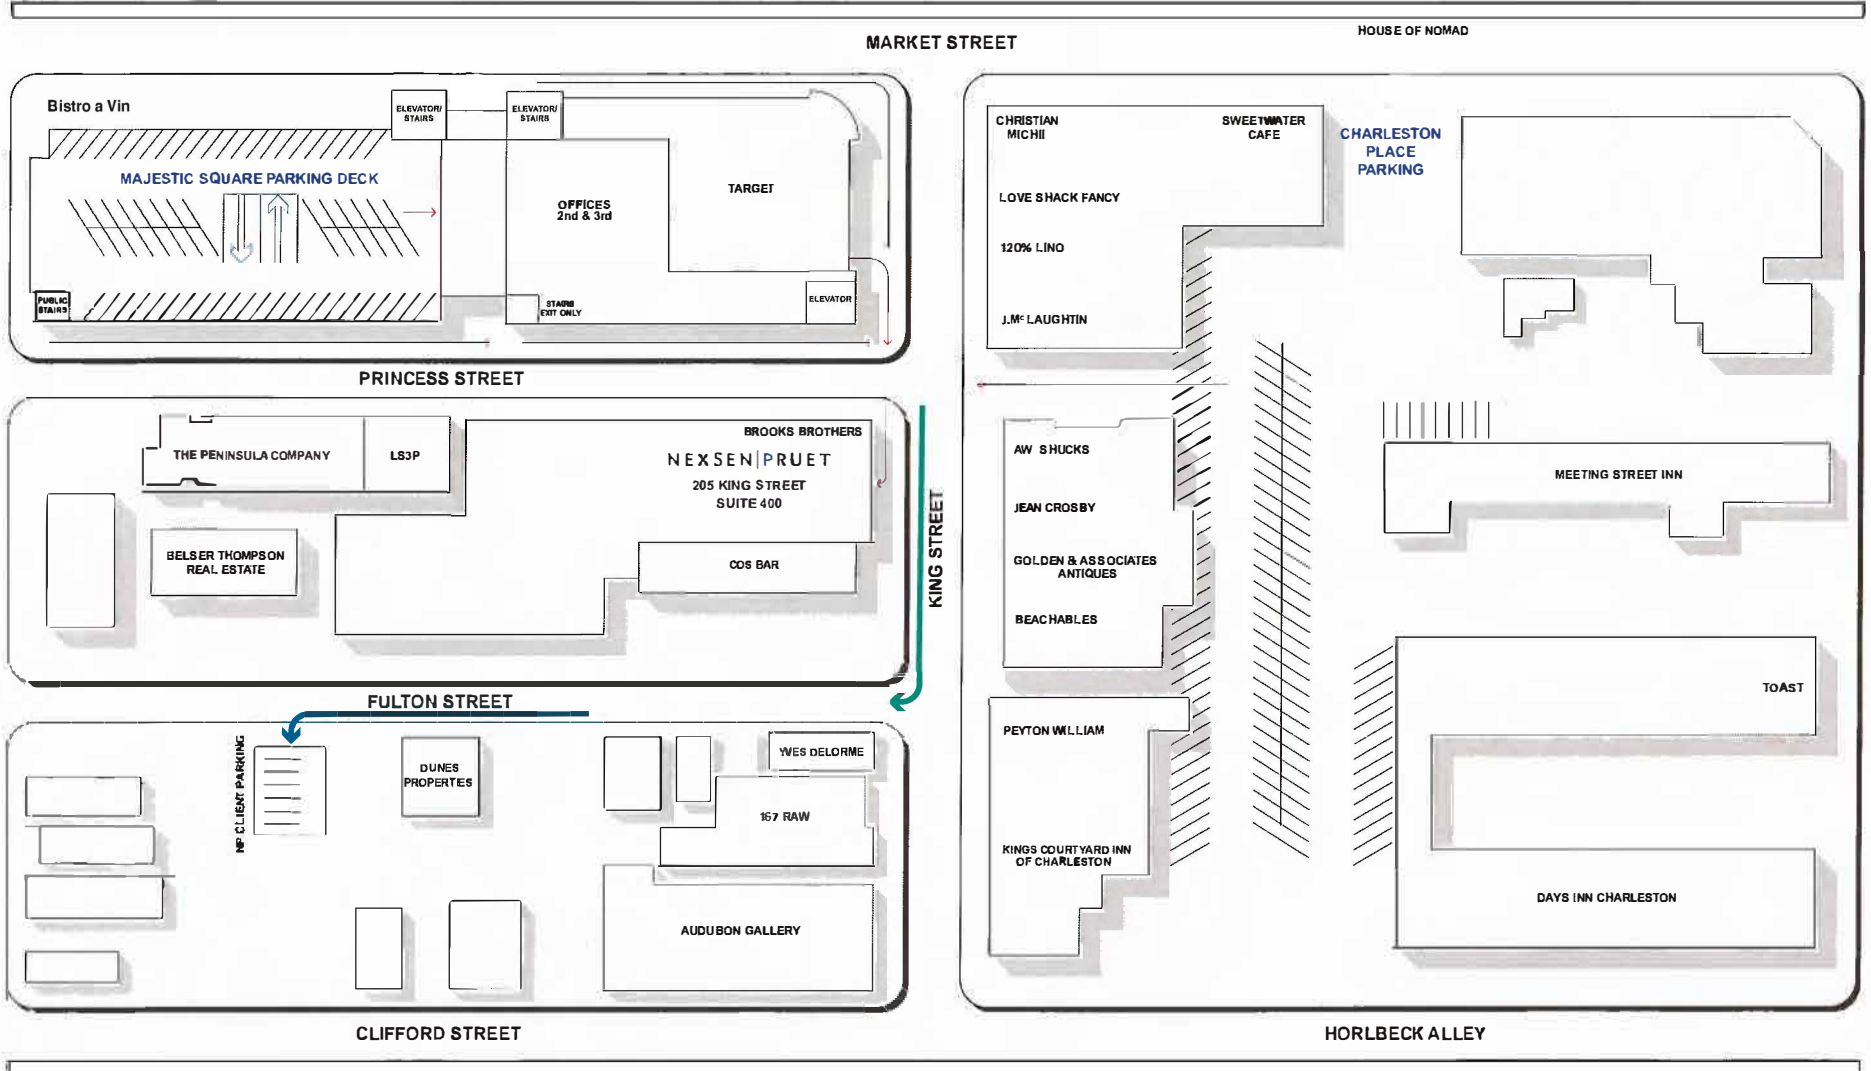 HOUSE OF NOMAD
MARKET STREET
Bistro a Vin
ELEVATOR/
STAIRS
ELEVATOR/
STAIRS
MAJESTIC SQUARE PARKING DECK
OFFICES
2nd & 3rd
TARGET
PUBLIC
STAIRS
STAIRS
EXIT ONLY
ELEVATOR
PRINCESS STREET
CHRISTIAN
MICHII
SWEETWATER
CAFE
CHARLESTON
PLACE
PARKING
LOVE SHACK FANCY
120% LINO
J.Mc LAUGHTIN
THE PENINSULA COMPANY
LS3P
BROOKS BROTHERS
NEXSEN|PRUET
205 KING STREET
SUITE 400
BELSER THOMPSON
REAL ESTATE
COS BAR
KING STREET
AW SHUCKS
JEAN CROSBY
GOLDEN & ASSOCIATES
ANTIQUES
BEACHABLES
MEETING STREET INN
FULTON STREET
NP CLIENT PARKING
DUNES
PROPERTIES
YVES DELORME
167 RAW
AUDUBON GALLERY
PEYTON WILLIAM
KINGS COURTYARD INN
OF CHARLESTON
TOAST
DAYS INN CHARLESTON
CLIFFORD STREET
HORLBECK ALLEY